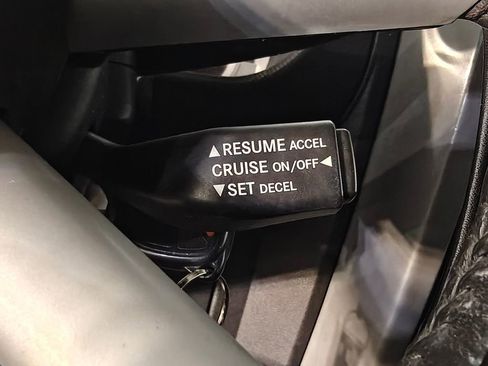 ▲RESUME ACCEL
CRUISE ON/OFF◀
▼SET DECEL